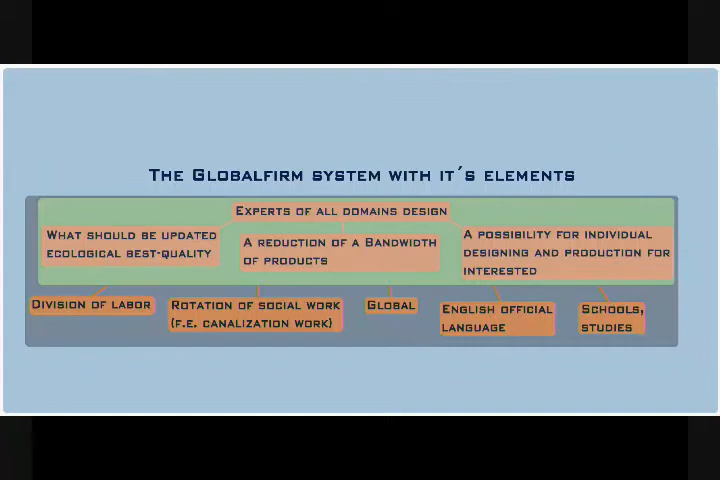 The Globalfirm system with it´s elements
Experts of all domains design
What should be updated
ecological best-quality
A reduction of a Bandwidth
of products
A possibility for individual
designing and production for
interested
Division of labor
Rotation of social work
(f.e. canalization work)
Global
English official
language
Schools,
studies